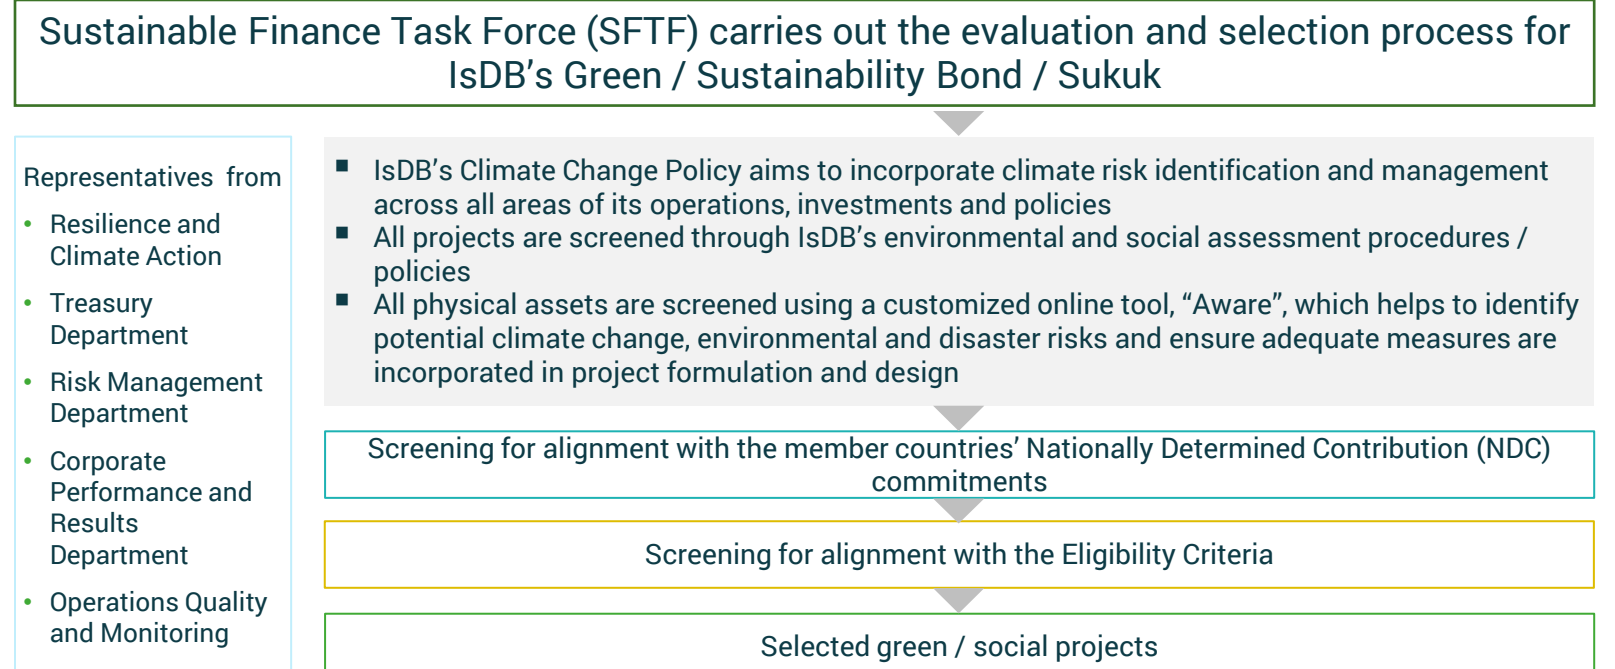 Sustainable Finance Task Force (SFTF) carries out the evaluation and selection process for
IsDB's Green / Sustainability Bond / Sukuk
Representatives from
• Resilience and
Climate Action
• Treasury
Department
• Risk Management
Department
• Corporate
Performance and
Results
Department
• Operations Quality
and Monitoring
▪ IsDB's Climate Change Policy aims to incorporate climate risk identification and management
across all areas of its operations, investments and policies
▪ All projects are screened through IsDB's environmental and social assessment procedures /
policies
▪ All physical assets are screened using a customized online tool, “Aware”, which helps to identify
potential climate change, environmental and disaster risks and ensure adequate measures are
incorporated in project formulation and design
Screening for alignment with the member countries' Nationally Determined Contribution (NDC)
commitments
Screening for alignment with the Eligibility Criteria
Selected green / social projects